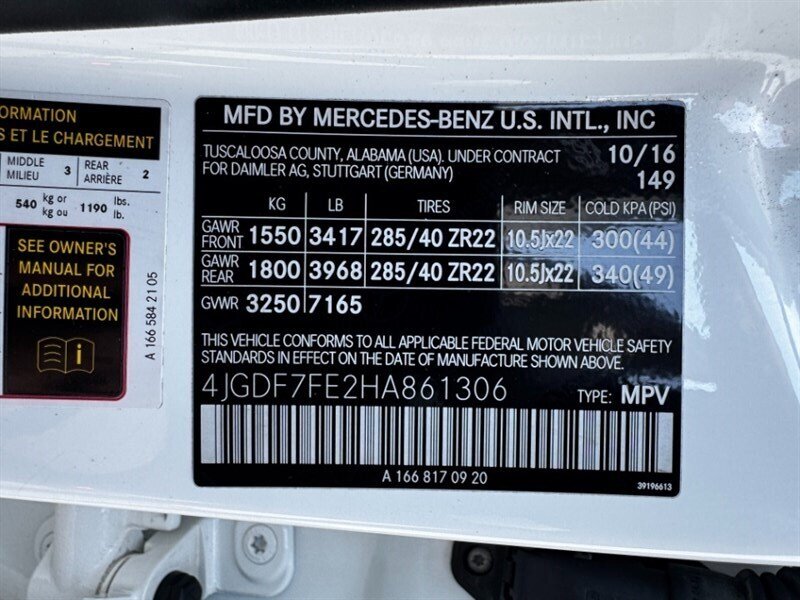 ORMATION
S ET LE CHARGEMENT
MIDDLE
MILIEU 3 REAR
ARRIÈRE 2
540 kg or
kg ou 1190 lbs.
lb.
SEE OWNER'S
MANUAL FOR
ADDITIONAL
INFORMATION
A 166 584 21 05
MFD BY MERCEDES-BENZ U.S. INTL., INC
TUSCALOOSA COUNTY, ALABAMA (USA). UNDER CONTRACT 10/16
FOR DAIMLER AG, STUTTGART (GERMANY) 149
KG LB TIRES RIM SIZE COLD KPA (PSI)
GAWR
FRONT 1550 3417 285/40 ZR22 10.5Jx22 300(44)
GAWR
REAR 1800 3968 285/40 ZR22 10.5Jx22 340(49)
GVWR 3250 7165
THIS VEHICLE CONFORMS TO ALL APPLICABLE FEDERAL MOTOR VEHICLE SAFETY
STANDARDS IN EFFECT ON THE DATE OF MANUFACTURE SHOWN ABOVE.
4JGDF7FE2HA861306 TYPE: MPV
A 166 817 09 20
39196613